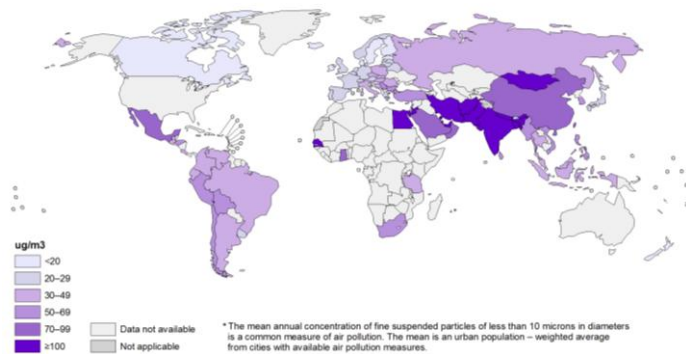 ug/m3
<20
20–29
30–49
50–69
70–99
≥100
Data not available
Not applicable
* The mean annual concentration of fine suspended particles of less than 10 microns in diameters
is a common measure of air pollution. The mean is an urban population – weighted average
from cities with available air pollution measures.